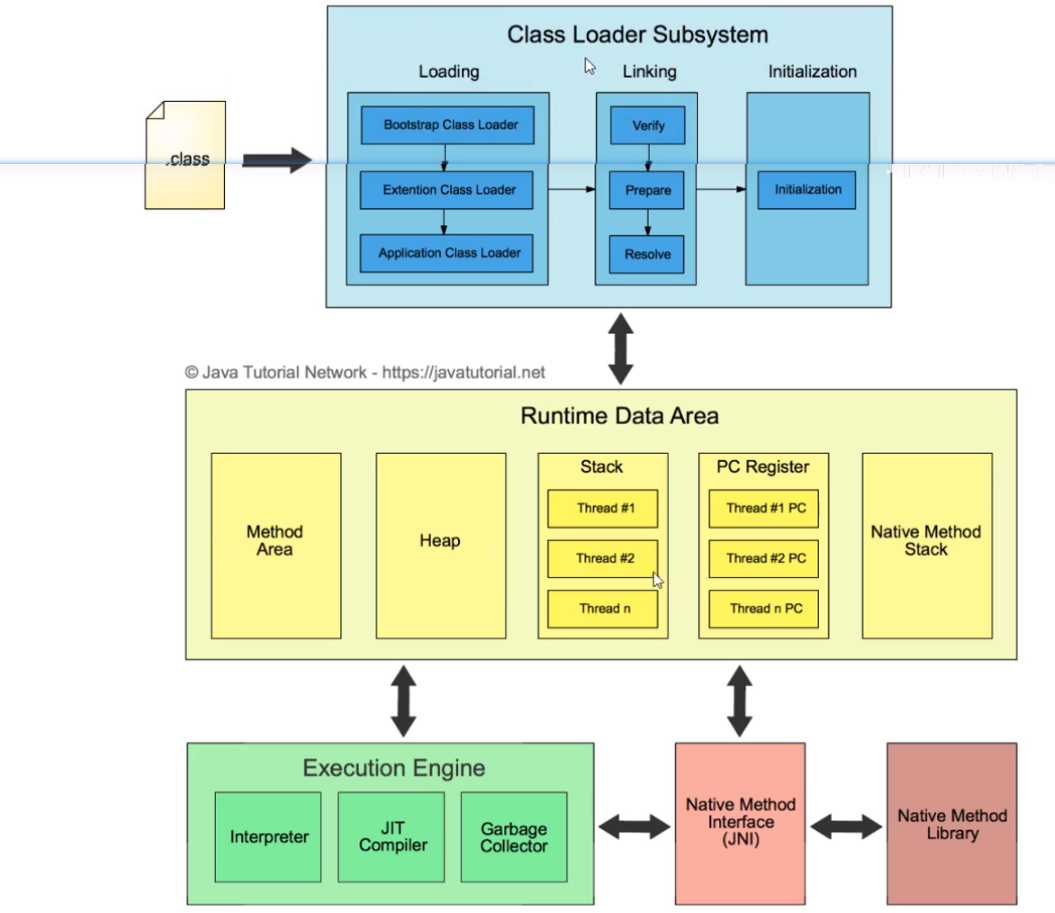 Class Loader Subsystem
Loading
Linking
Initialization
Bootstrap Class Loader
Verify
.class
Extention Class Loader
Prepare
Initialization
Application Class Loader
Resolve
© Java Tutorial Network - https://javatutorial.net
Runtime Data Area
Method
Area
Heap
Stack
Thread #1
Thread #2
Thread n
PC Register
Thread #1 PC
Thread #2 PC
Thread n PC
Native Method
Stack
Execution Engine
Interpreter
JIT
Compiler
Garbage
Collector
Native Method
Interface
(JNI)
Native Method
Library